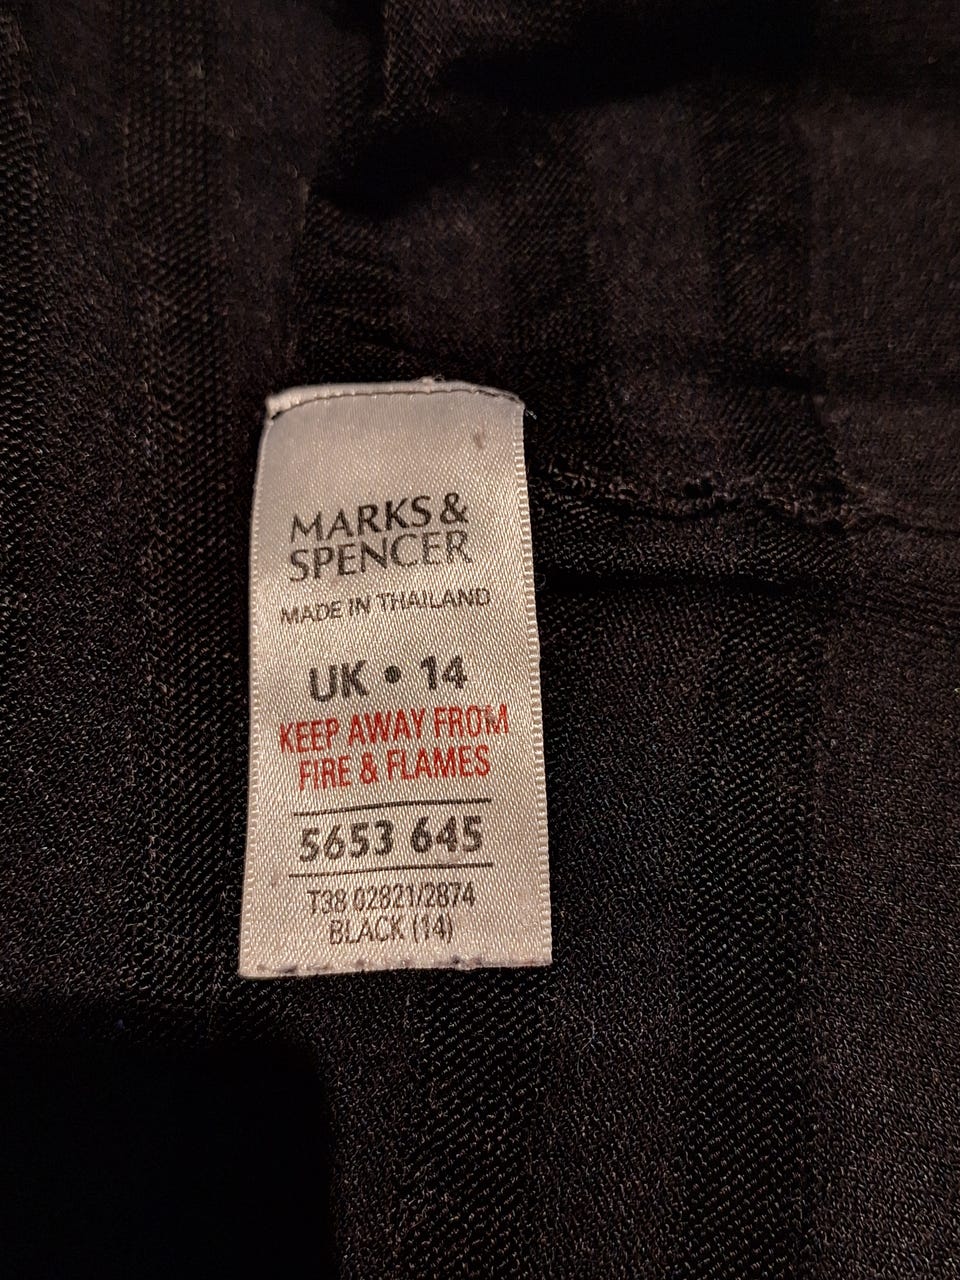 MARKS &
SPENCER
MADE IN THAILAND
UK • 14
KEEP AWAY FROM
FIRE & FLAMES
5653 645
T38 02821/2874
BLACK (14)